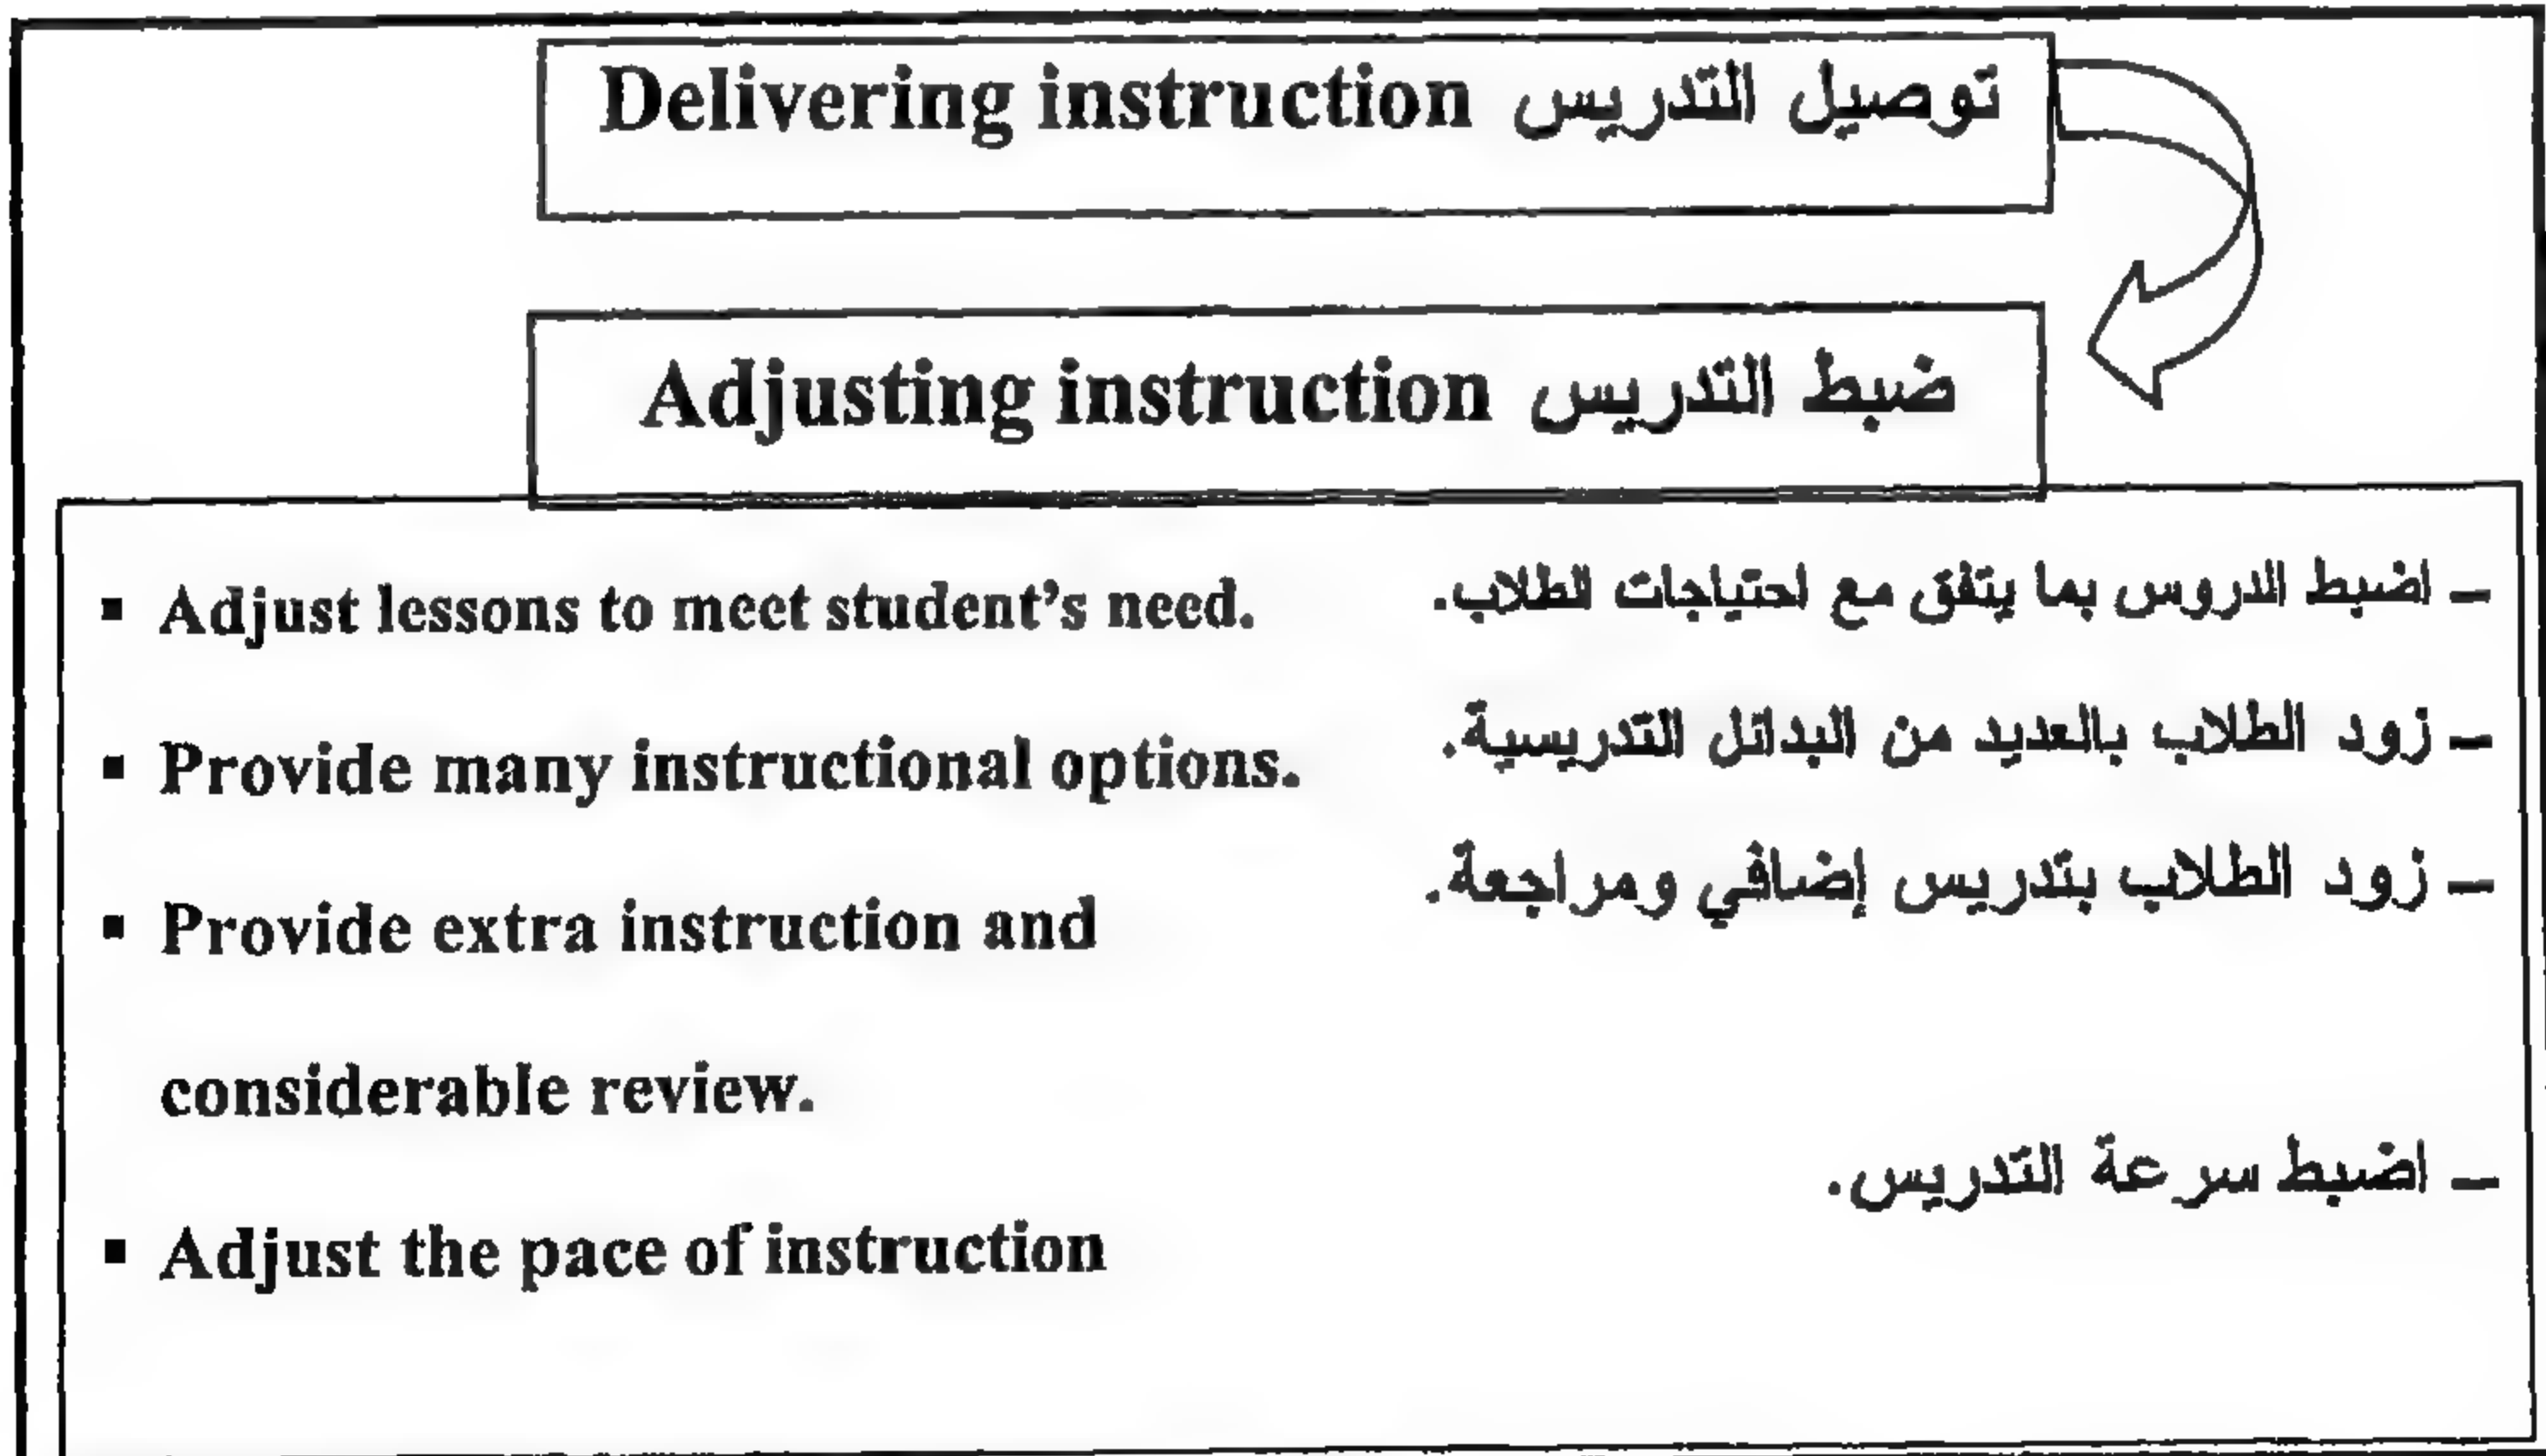 Delivering instruction توصيل التدريس
Adjusting instruction ضبط التدريس
▪ Adjust lessons to meet student's need.
– اضبط الدروس بما يتفق مع احتياجات الطلاب.
▪ Provide many instructional options.
– زود الطلاب بالعديد من البدائل التدريسية.
▪ Provide extra instruction and
considerable review.
– زود الطلاب بتدريس إضافي ومراجعة.
▪ Adjust the pace of instruction
– اضبط سرعة التدريس.